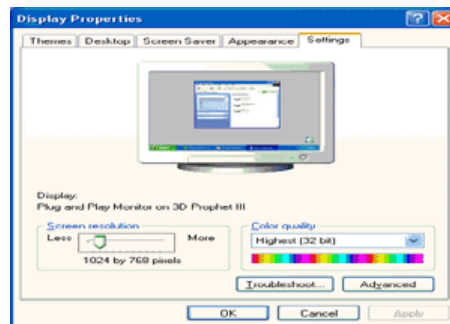 Display Properties
Themes Desktop Screen Saver Appearance Settings
Display:
Plug and Play Monitor on 3D Prophet III
Screen resolution
Less More
1024 by 768 pixels
Color quality
Highest (32 bit)
Troubleshoot... Advanced
OK Cancel Apply